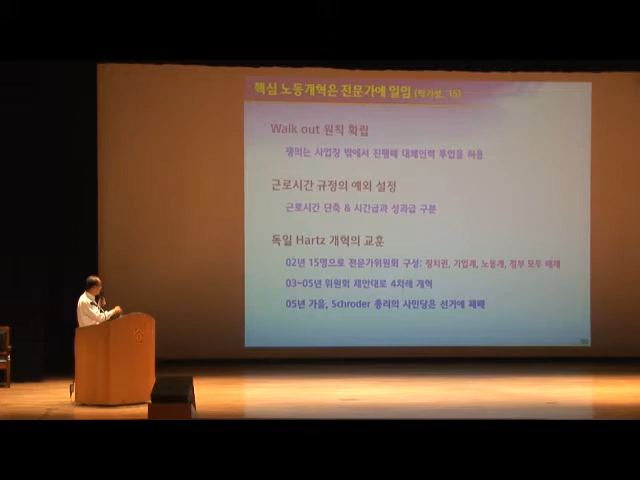 핵심 노동개혁은 전문가에 일임
Walk out 원칙 확립
쟁의는 사업장 밖에서 진행해 대체인력 투입을 허용
근로시간 규정의 예외 설정
근로시간 단축 & 시간급과 성과급 구분
독일 Hartz 개혁의 교훈
02년 15명으로 전문가위원회 구성: 정치권, 기업계, 노동계, 정부 모두 배제
03~05년 위원회 제안대로 4차례 개혁
05년 가을, Schroder 총리의 사민당은 선거에 패배